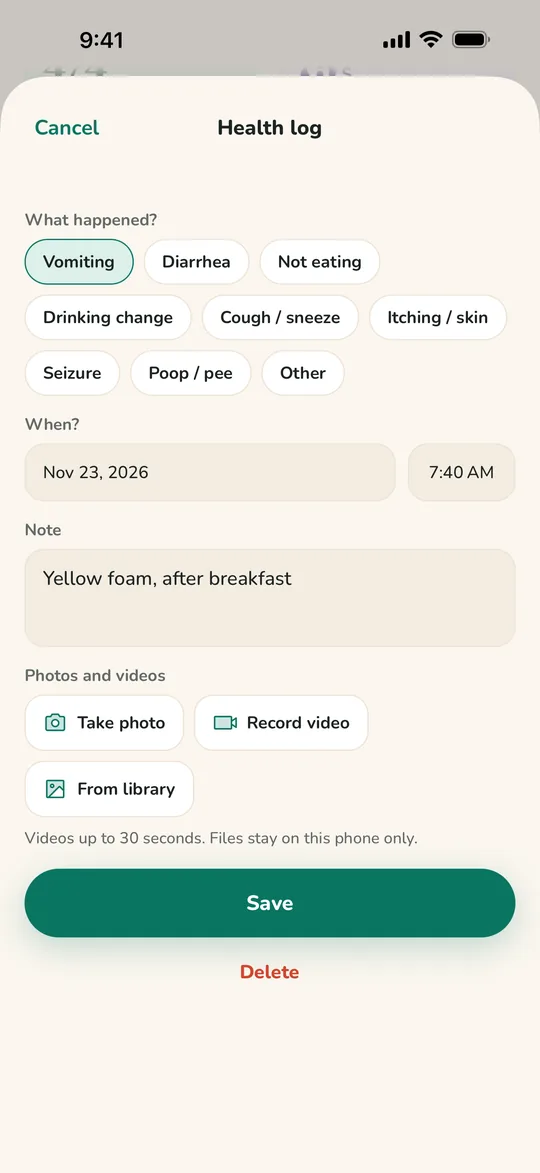 9:41
Cancel Health log
What happened?
Vomiting Diarrhea Not eating
Drinking change Cough / sneeze Itching / skin
Seizure Poop / pee Other
When?
Nov 23, 2026 7:40 AM
Note
Yellow foam, after breakfast
Photos and videos
Take photo Record video
From library
Videos up to 30 seconds. Files stay on this phone only.
Save
Delete